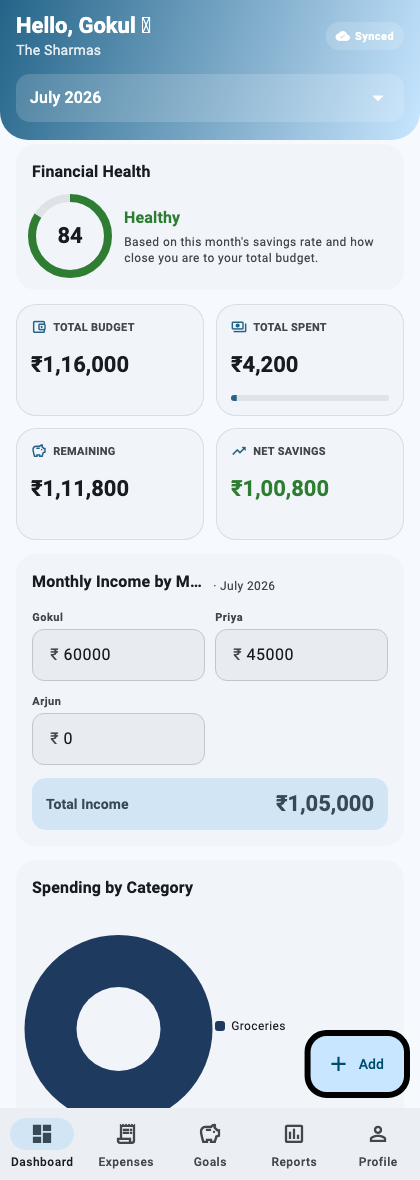 Hello, Gokul
The Sharmas
Synced
July 2026
Financial Health
84
Healthy
Based on this month's savings rate and how
close you are to your total budget.
TOTAL BUDGET
₹1,16,000
TOTAL SPENT
₹4,200
REMAINING
₹1,11,800
NET SAVINGS
₹1,00,800
Monthly Income by M... · July 2026
Gokul
₹ 60000
Priya
₹ 45000
Arjun
₹ 0
Total Income
₹1,05,000
Spending by Category
Groceries
+ Add
Dashboard
Expenses
Goals
Reports
Profile